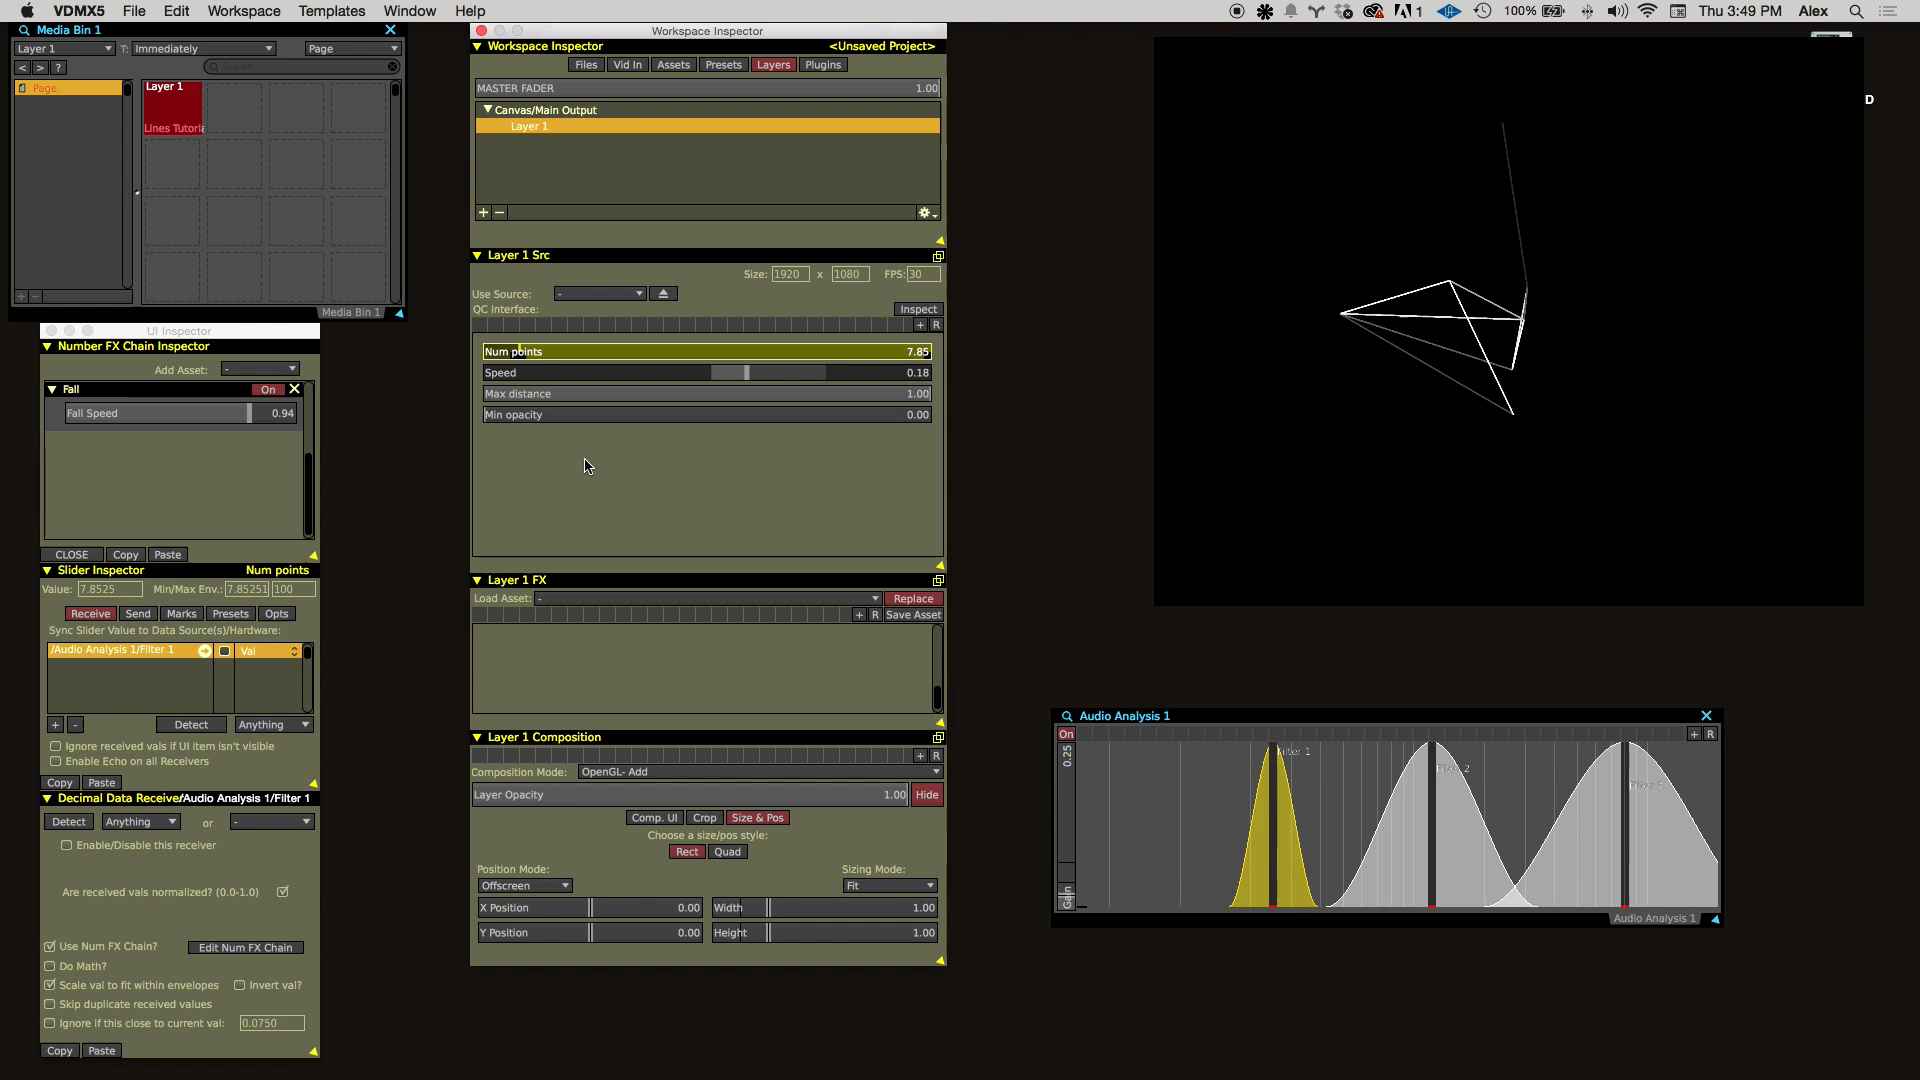 VDMX5 File Edit Workspace Templates Window Help
1 100% Thu 3:49 PM Alex
Media Bin 1
Layer 1 T: Immediately Page
< > ? Search
Page
Layer 1
Lines Tutoria
Media Bin 1
UI Inspector
Number FX Chain Inspector
Add Asset: -
Fall On
Fall Speed 0.94
CLOSE Copy Paste
Slider Inspector Num points
Value: 7.8525 Min/Max Env.: 7.85251 100
Receive Send Marks Presets Opts
Sync Slider Value to Data Source(s)/Hardware:
/Audio Analysis 1/Filter 1 Val
+ - Detect Anything
Ignore received vals if UI item isn't visible
Enable Echo on all Receivers
Copy Paste
Decimal Data Receive/Audio Analysis 1/Filter 1
Detect Anything or -
Enable/Disable this receiver
Are received vals normalized? (0.0-1.0)
Use Num FX Chain? Edit Num FX Chain
Do Math?
Scale val to fit within envelopes Invert val?
Skip duplicate received values
Ignore if this close to current val: 0.0750
Copy Paste
Workspace Inspector
Workspace Inspector <Unsaved Project>
Files Vid In Assets Presets Layers Plugins
MASTER FADER 1.00
Canvas/Main Output
Layer 1
+ -
Layer 1 Src
Size: 1920 x 1080 FPS: 30
Use Source: -
QC Interface: Inspect
+ R
Num points 7.85
Speed 0.18
Max distance 1.00
Min opacity 0.00
Layer 1 FX
Load Asset: - Replace
+ R Save Asset
Layer 1 Composition
+ R
Composition Mode: OpenGL- Add
Layer Opacity 1.00 Hide
Comp. UI Crop Size & Pos
Choose a size/pos style:
Rect Quad
Position Mode: Sizing Mode:
Offscreen Fit
X Position 0.00 Width 1.00
Y Position 0.00 Height 1.00
D
Audio Analysis 1
On + R
0.25
Gain
Filter 1
Filter 2
Audio Analysis 1